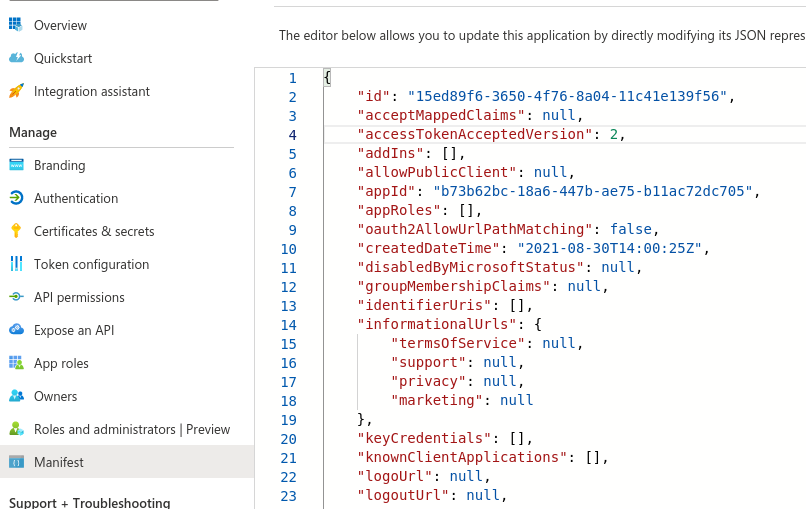 Overview
Quickstart
Integration assistant
Manage
Branding
Authentication
Certificates & secrets
Token configuration
API permissions
Expose an API
App roles
Owners
Roles and administrators | Preview
Manifest
Support + Troubleshooting
The editor below allows you to update this application by directly modifying its JSON repres
1 {
2 "id": "15ed89f6-3650-4f76-8a04-11c41e139f56",
3 "acceptMappedClaims": null,
4 "accessTokenAcceptedVersion": 2,
5 "addIns": [],
6 "allowPublicClient": null,
7 "appId": "b73b62bc-18a6-447b-ae75-b11ac72dc705",
8 "appRoles": [],
9 "oauth2AllowUrlPathMatching": false,
10 "createdDateTime": "2021-08-30T14:00:25Z",
11 "disabledByMicrosoftStatus": null,
12 "groupMembershipClaims": null,
13 "identifierUris": [],
14 "informationalUrls": {
15 "termsOfService": null,
16 "support": null,
17 "privacy": null,
18 "marketing": null
19 },
20 "keyCredentials": [],
21 "knownClientApplications": [],
22 "logoUrl": null,
23 "logoutUrl": null,